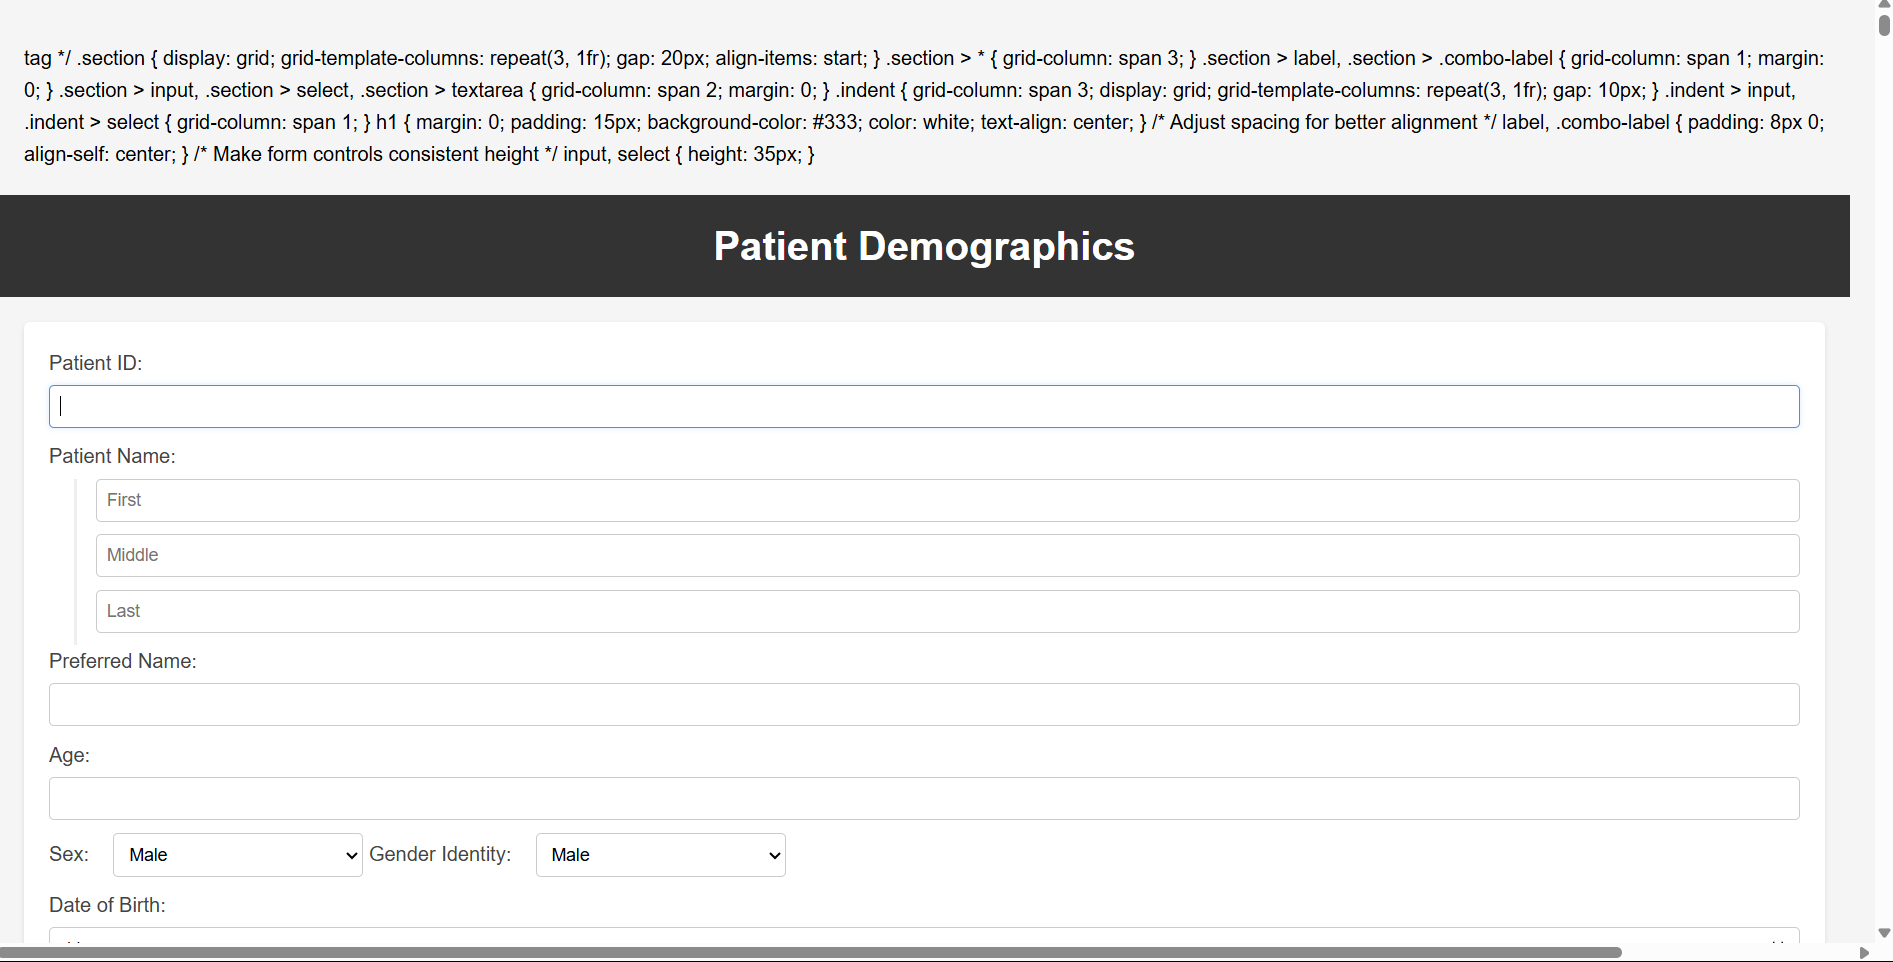 tag */ .section { display: grid; grid-template-columns: repeat(3, 1fr); gap: 20px; align-items: start; } .section > * { grid-column: span 3; } .section > label, .section > .combo-label { grid-column: span 1; margin:
0; } .section > input, .section > select, .section > textarea { grid-column: span 2; margin: 0; } .indent { grid-column: span 3; display: grid; grid-template-columns: repeat(3, 1fr); gap: 10px; } .indent > input,
.indent > select { grid-column: span 1; } h1 { margin: 0; padding: 15px; background-color: #333; color: white; text-align: center; } /* Adjust spacing for better alignment */ label, .combo-label { padding: 8px 0;
align-self: center; } /* Make form controls consistent height */ input, select { height: 35px; }
Patient Demographics
Patient ID:
Patient Name:
First
Middle
Last
Preferred Name:
Age:
Sex: Male Gender Identity: Male
Date of Birth: